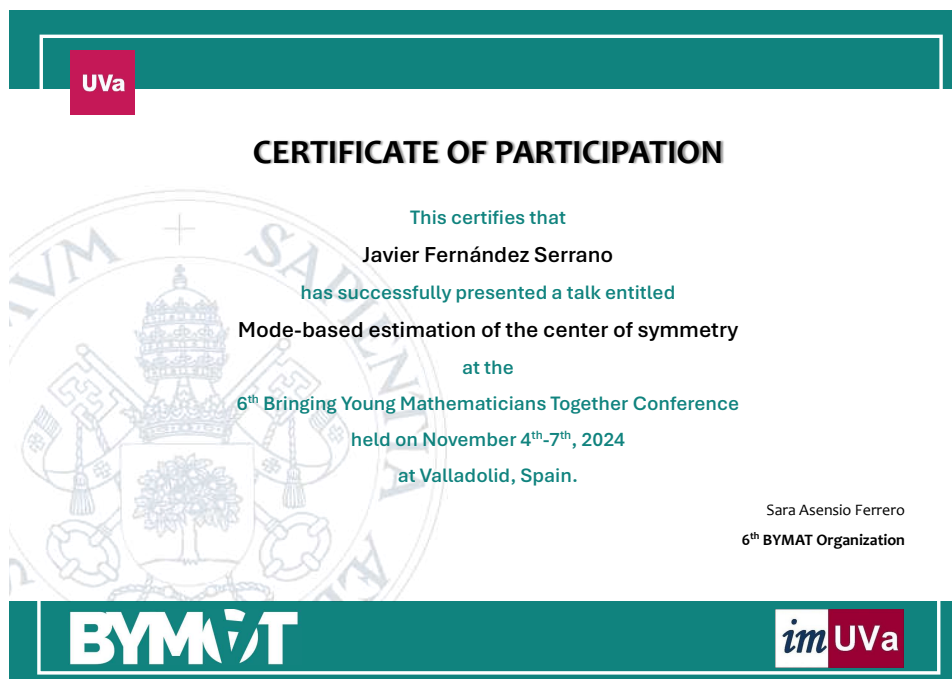 UVa
CERTIFICATE OF PARTICIPATION
This certifies that
Javier Fernández Serrano
has successfully presented a talk entitled
Mode-based estimation of the center of symmetry
at the
6th Bringing Young Mathematicians Together Conference
held on November 4th-7th, 2024
at Valladolid, Spain.
Sara Asensio Ferrero
6th BYMAT Organization
SAPIENTIA
BYMAT
imUVa